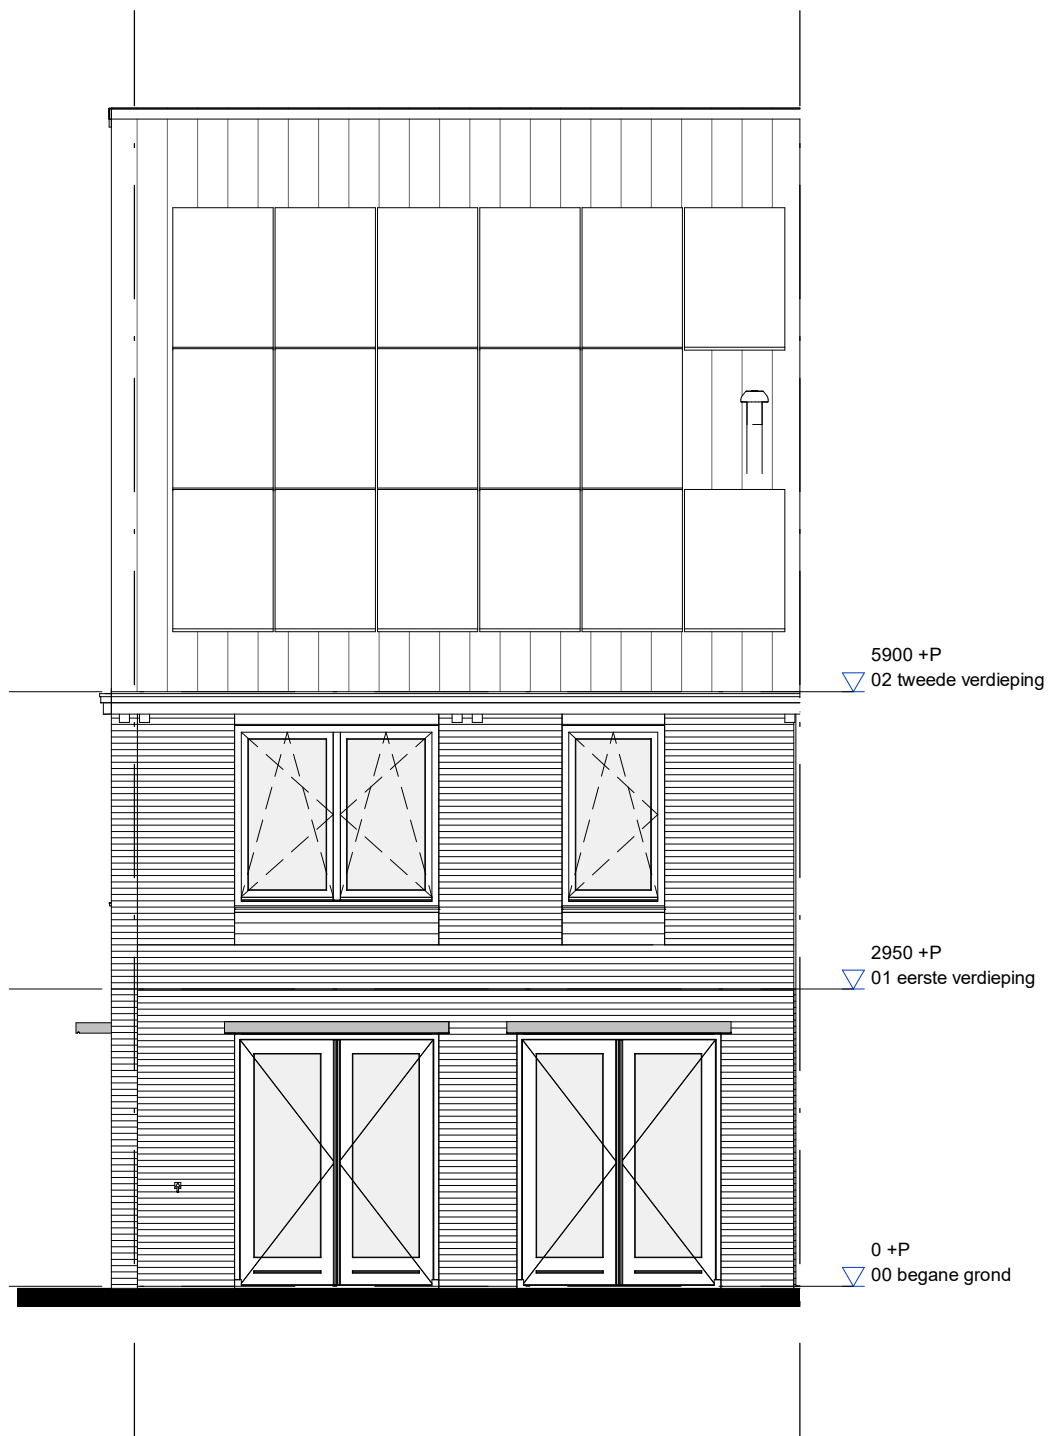 5900 +P
02 tweede verdieping
2950 +P
01 eerste verdieping
0 +P
00 begane grond